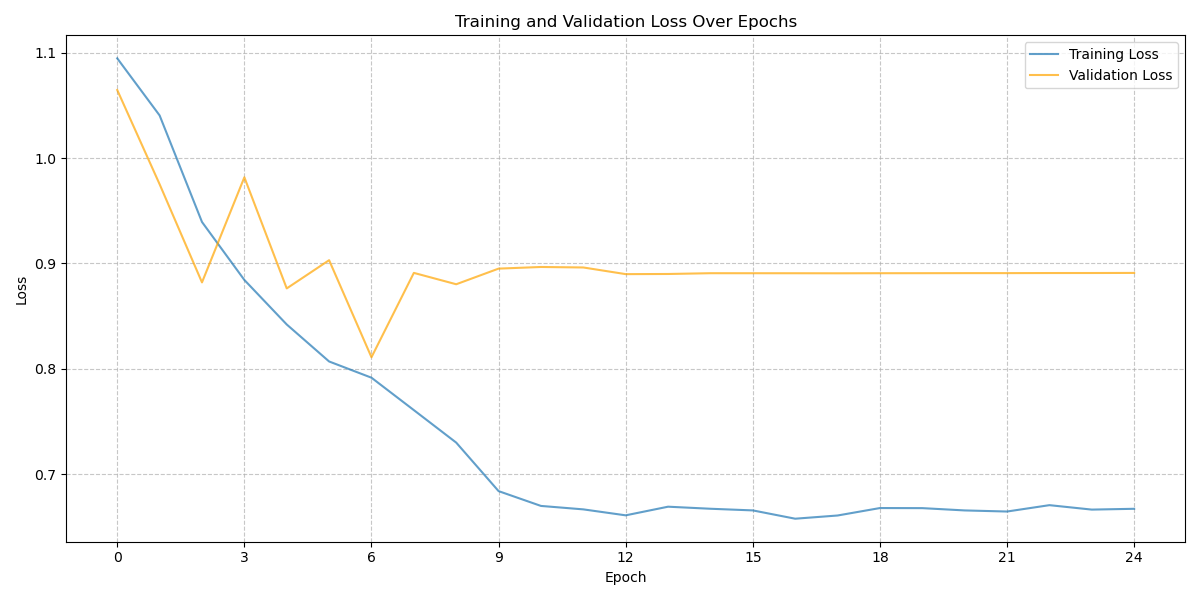 Training and Validation Loss Over Epochs
Training Loss
Validation Loss
1.1
1.0
0.9
0.8
0.7
Loss
0
3
6
9
12
15
18
21
24
Epoch